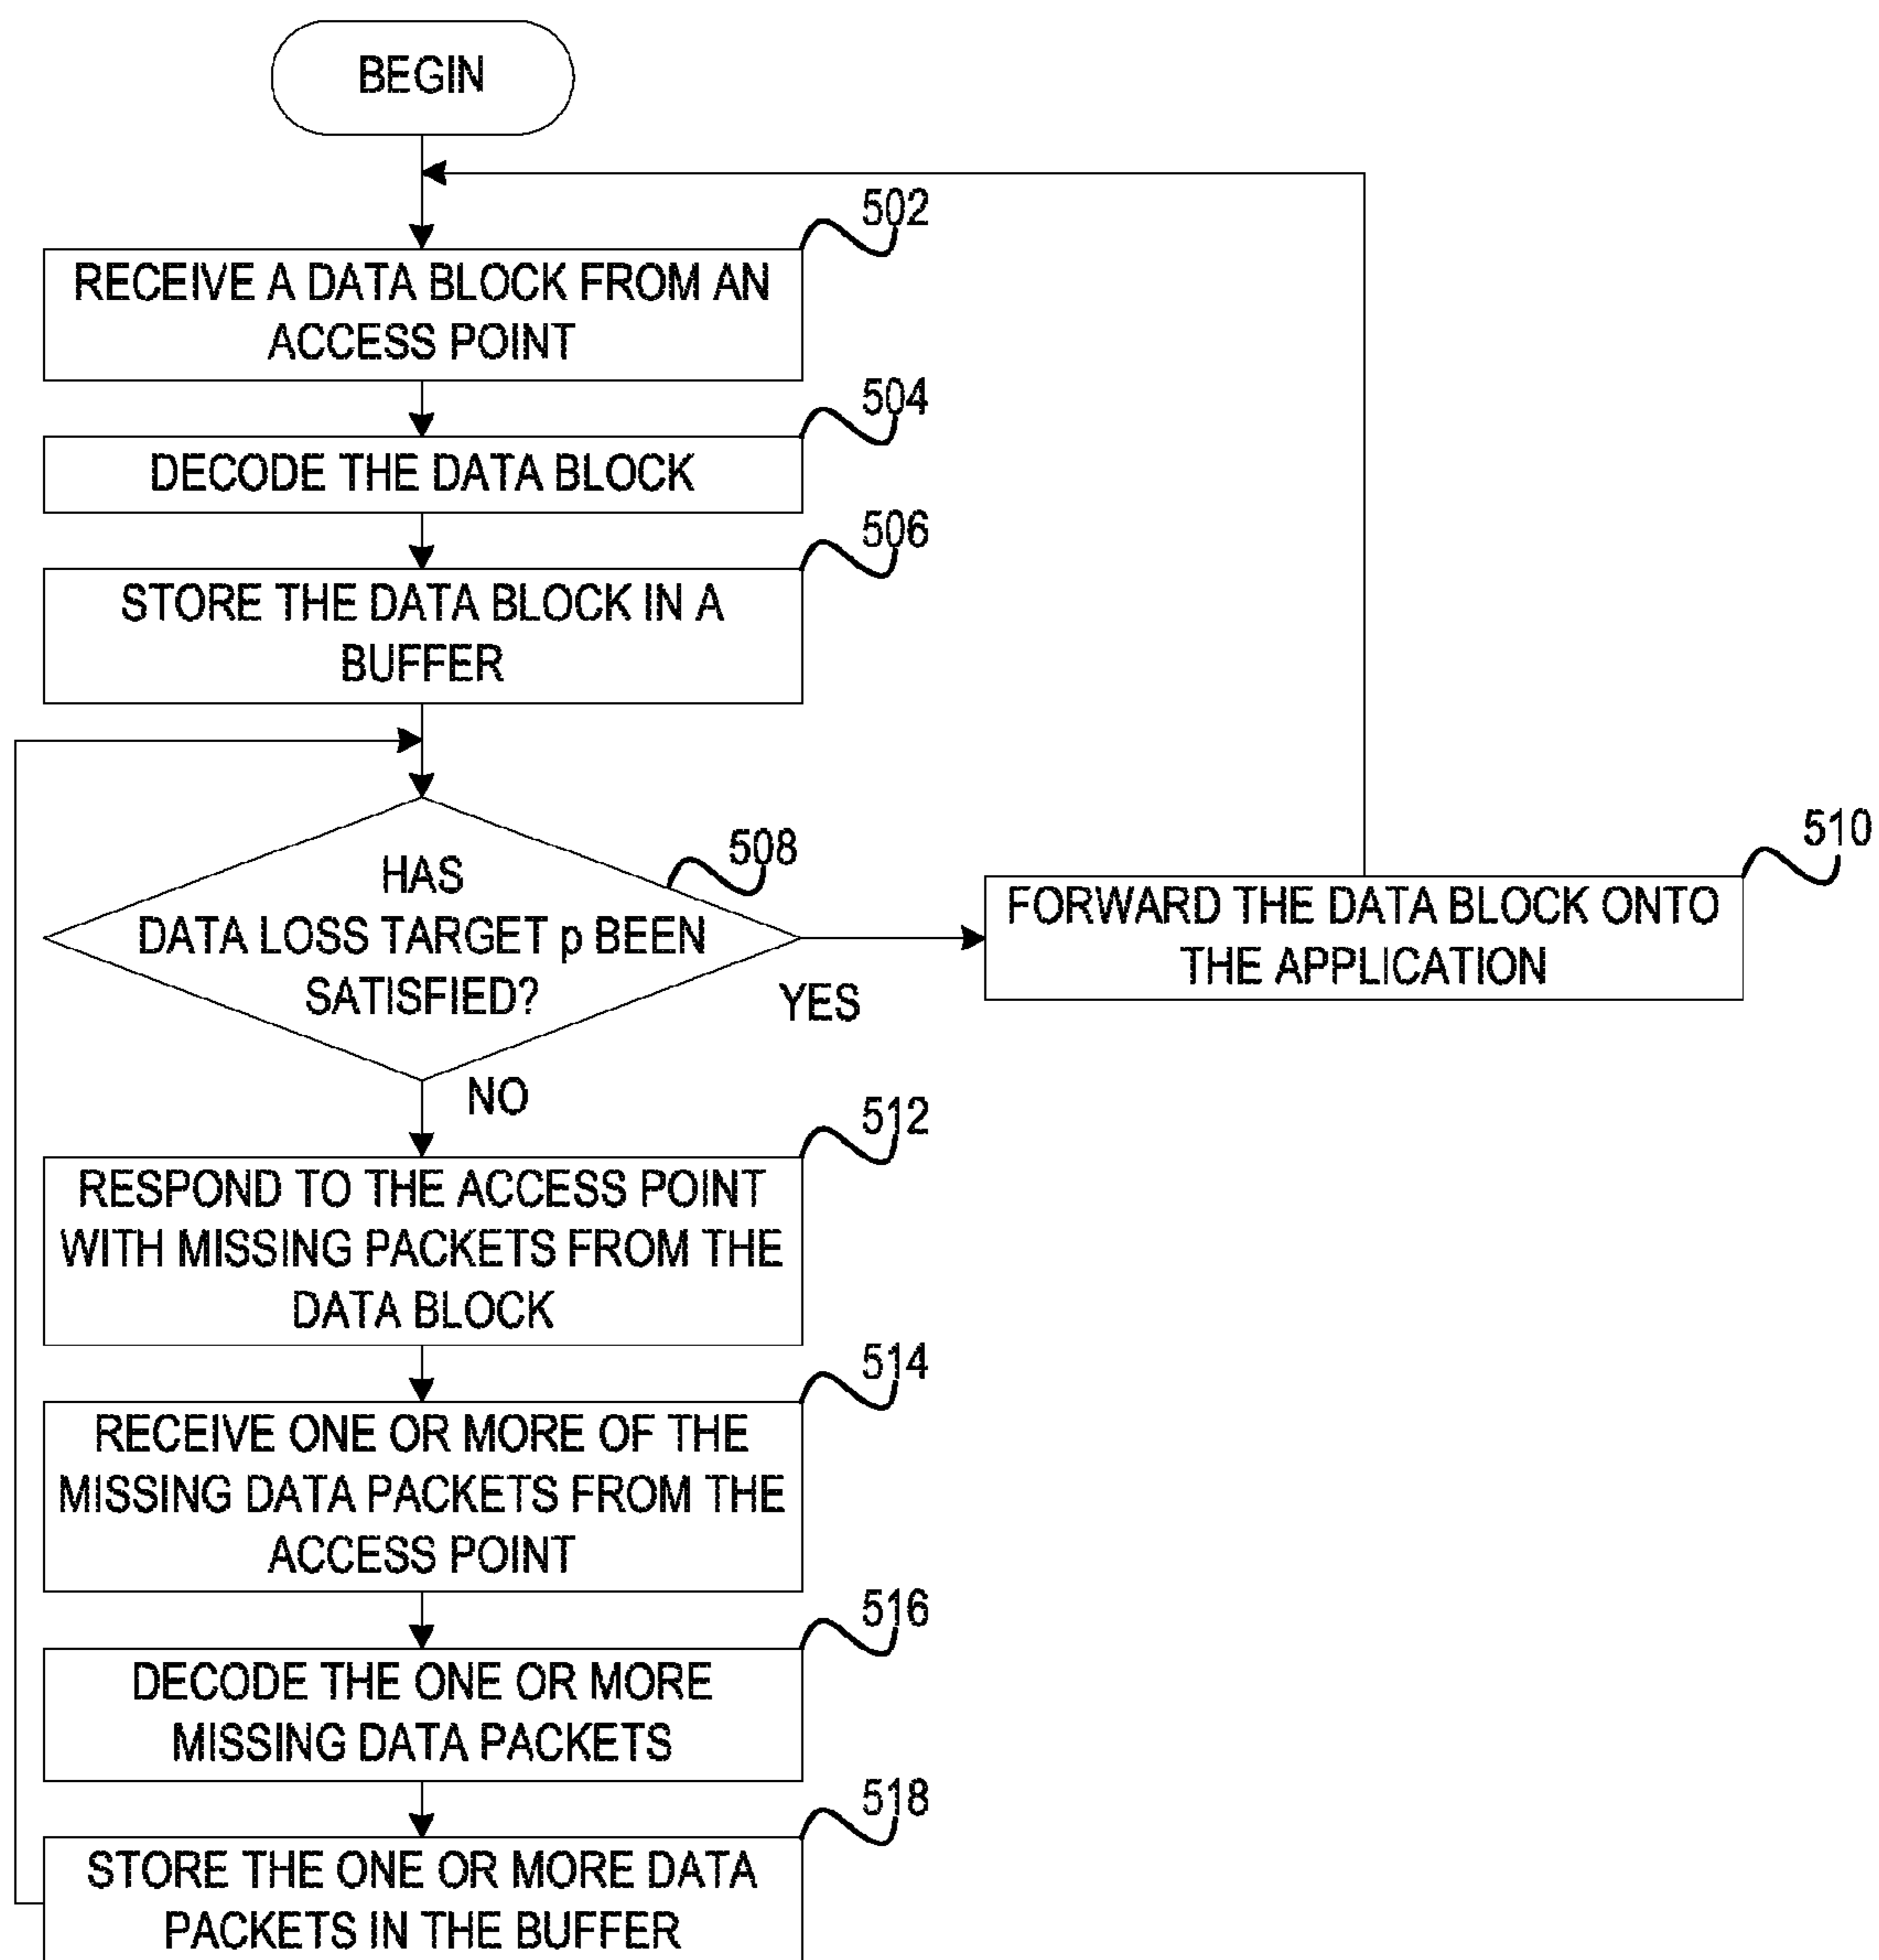 BEGIN
502
RECEIVE A DATA BLOCK FROM AN
ACCESS POINT
504
DECODE THE DATA BLOCK
506
STORE THE DATA BLOCK IN A
BUFFER
508
HAS
DATA LOSS TARGET p BEEN
SATISFIED?
YES
510
FORWARD THE DATA BLOCK ONTO
THE APPLICATION
NO
512
RESPOND TO THE ACCESS POINT
WITH MISSING PACKETS FROM THE
DATA BLOCK
514
RECEIVE ONE OR MORE OF THE
MISSING DATA PACKETS FROM THE
ACCESS POINT
516
DECODE THE ONE OR MORE
MISSING DATA PACKETS
518
STORE THE ONE OR MORE DATA
PACKETS IN THE BUFFER